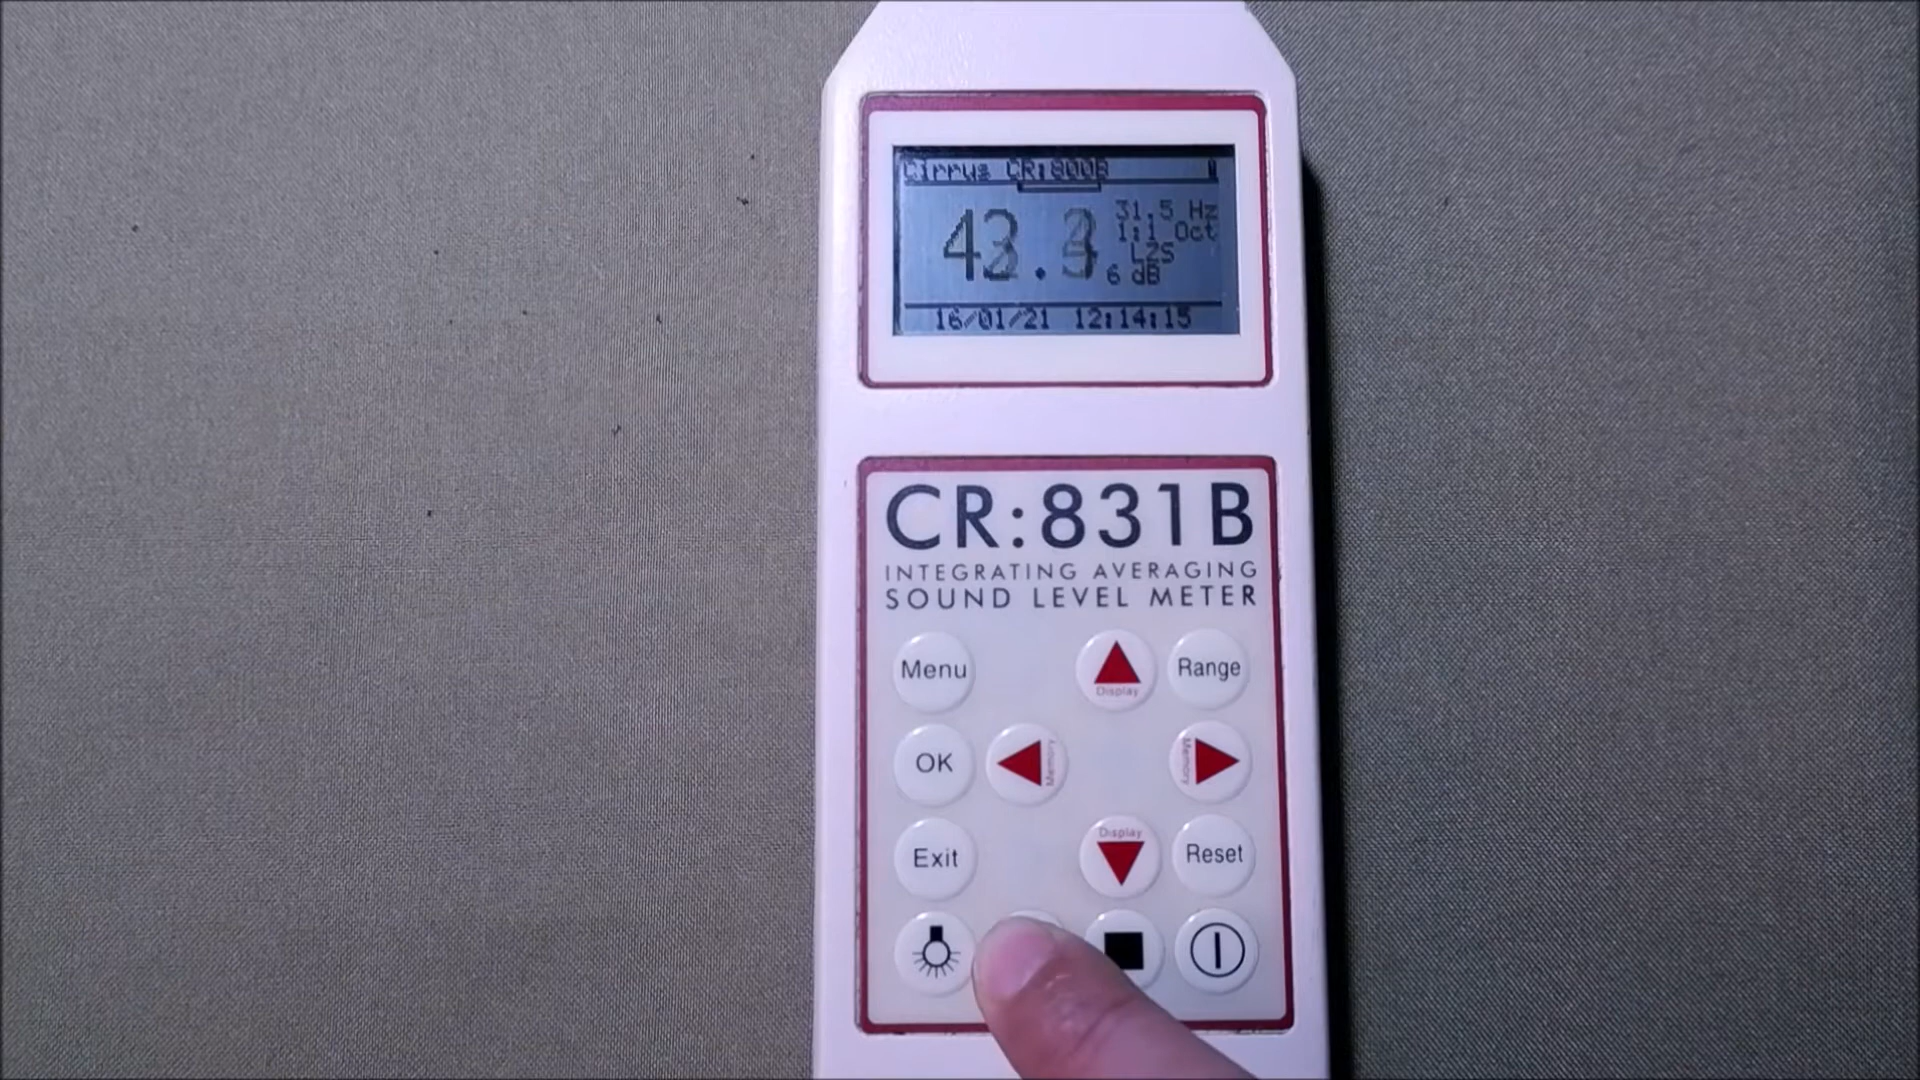 Cirrus CR:800B
31.5 Hz
1:1 Oct
LZS
6 dB
16/01/21 12:14:15
CR:831B
INTEGRATING AVERAGING
SOUND LEVEL METER
Menu
Display
Range
OK
Memory
Memory
Exit
Display
Reset